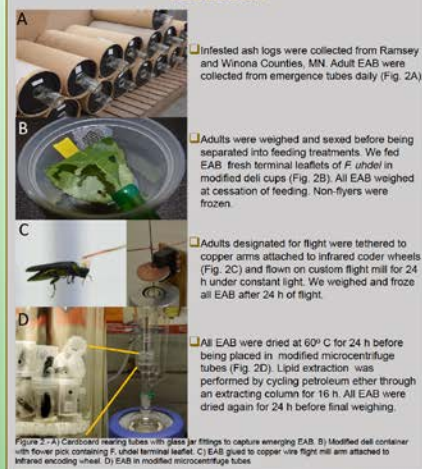 A
Infested ash logs were collected from Ramsey
and Winona Counties, MN. Adult EAB were
collected from emergence tubes daily (Fig. 2A)
B
Adults were weighed and sexed before being
separated into feeding treatments. We fed
EAB fresh terminal leaflets of F. uhdei in
modified deli cups (Fig. 2B). All EAB weighed
at cessation of feeding. Non-flyers were
frozen.
C
Adults designated for flight were tethered to
copper arms attached to infrared coder wheels
(Fig. 2C) and flown on custom flight mill for 24
h under constant light. We weighed and froze
all EAB after 24 h of flight.
D
All EAB were dried at 60º C for 24 h before
being placed in modified microcentrifuge
tubes (Fig. 2D). Lipid extraction was
performed by cycling petroleum ether through
an extracting column for 16 h. All EAB were
dried again for 24 h before final weighing.
Figure 2.- A) Cardboard rearing tubes with glass jar fittings to capture emerging EAB. B) Modified deli container
with flower pick containing F. uhdei terminal leaflet. C) EAB glued to copper wire flight mill arm attached to
infrared encoding wheel. D) EAB in modified microcentrifuge tubes